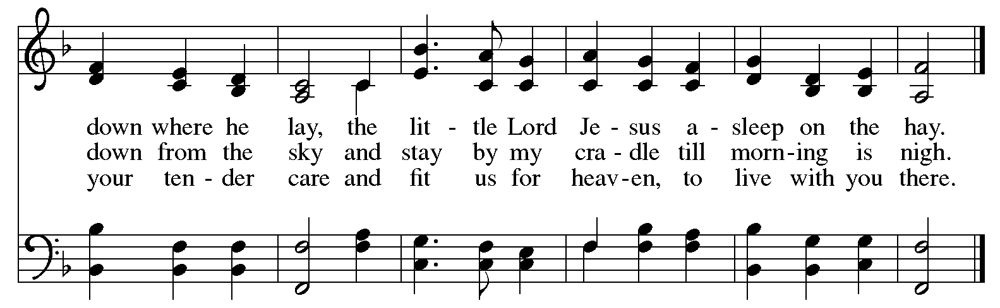 down where he lay, the lit - tle Lord Je - sus a - sleep on the hay.
down from the sky and stay by my cra - dle till morn - ing is nigh.
your ten - der care and fit us for heav - en, to live with you there.